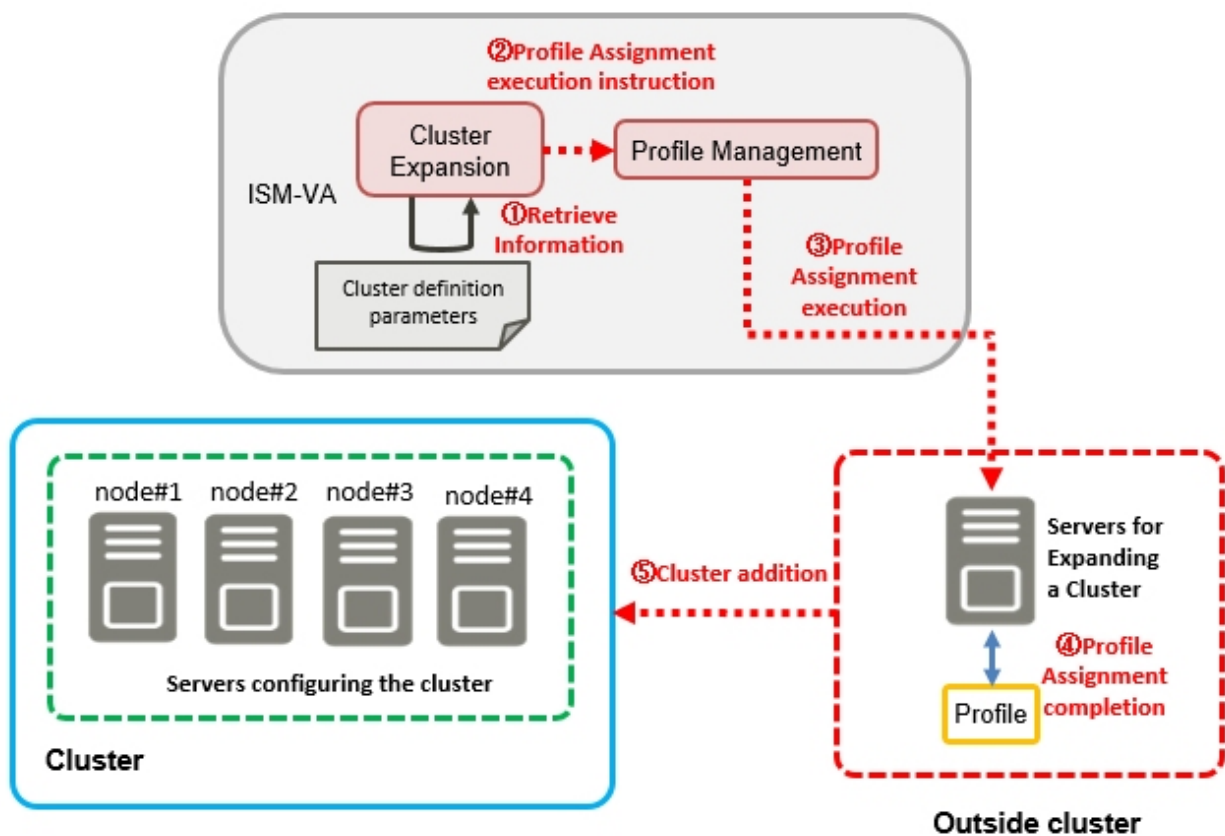 ②Profile Assignment
execution instruction
Cluster
Expansion
Profile Management
ISM-VA
①Retrieve
Information
③Profile
Assignment
execution
Cluster definition
parameters
node#1 node#2 node#3 node#4
Servers configuring the cluster
Cluster
⑤Cluster addition
Servers for
Expanding
a Cluster
④Profile
Assignment
completion
Profile
Outside cluster